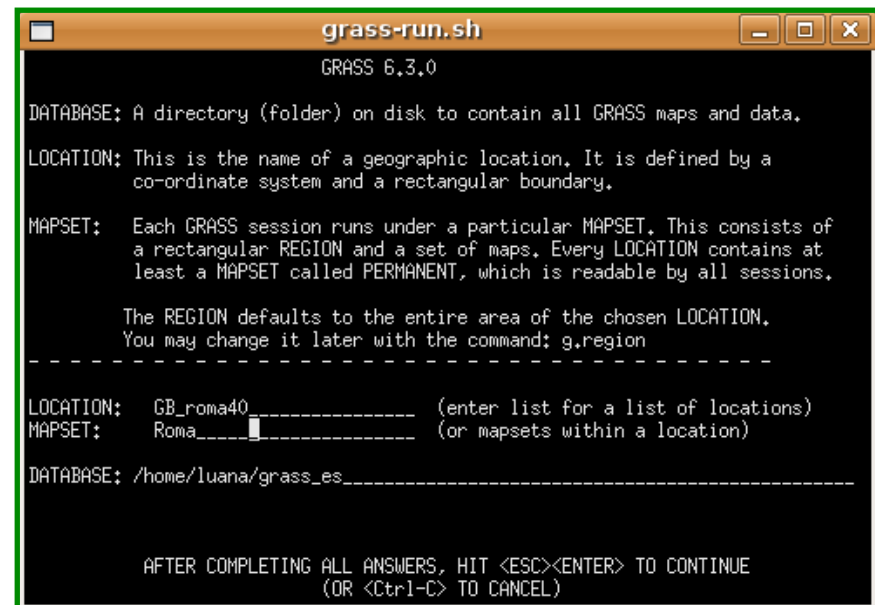 grass-run.sh
GRASS 6.3.0
DATABASE: A directory (folder) on disk to contain all GRASS maps and data.
LOCATION: This is the name of a geographic location. It is defined by a
co-ordinate system and a rectangular boundary.
MAPSET: Each GRASS session runs under a particular MAPSET. This consists of
a rectangular REGION and a set of maps. Every LOCATION contains at
least a MAPSET called PERMANENT, which is readable by all sessions.
The REGION defaults to the entire area of the chosen LOCATION.
You may change it later with the command: g.region
- - - - - - - - - - - - - - - - - - - - - - - - - - - - - - - - - - - - -
LOCATION: GB_roma40________________ (enter list for a list of locations)
MAPSET: Roma_____________________ (or mapsets within a location)
DATABASE: /home/luana/grass_es_________________________________________________
AFTER COMPLETING ALL ANSWERS, HIT <ESC><ENTER> TO CONTINUE
(OR <Ctrl-C> TO CANCEL)